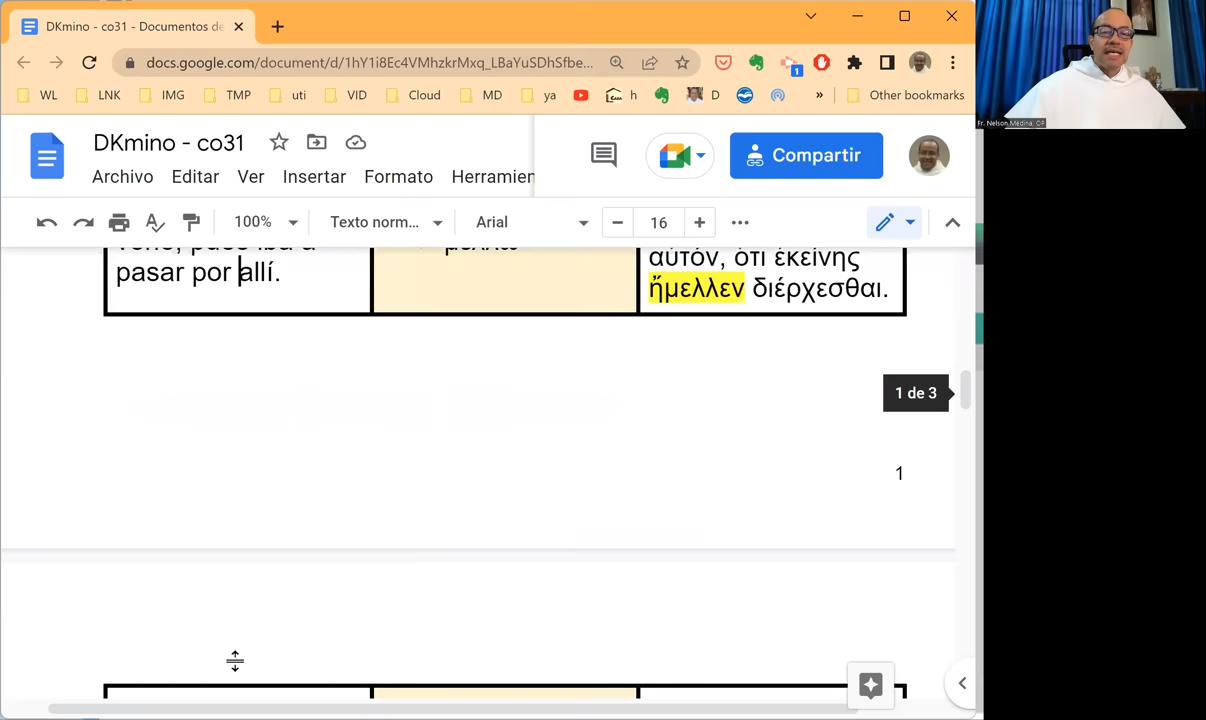 DKmino - co31 - Documentos de
docs.google.com/document/d/1hY1i8Ec4VMhzkrMxq_LBaYuSDhSfbe...
1
WL LNK IMG TMP uti VID Cloud MD ya h D » Other bookmarks
Fr. Nelson Medina, OP
DKmino - co31
Compartir
Archivo Editar Ver Insertar Formato Herramien
100% Texto norm... Arial 16
pasar por allí.
αὐτόν, ὅτι ἐκείνης
ἤμελλεν διέρχεσθαι.
1 de 3
1